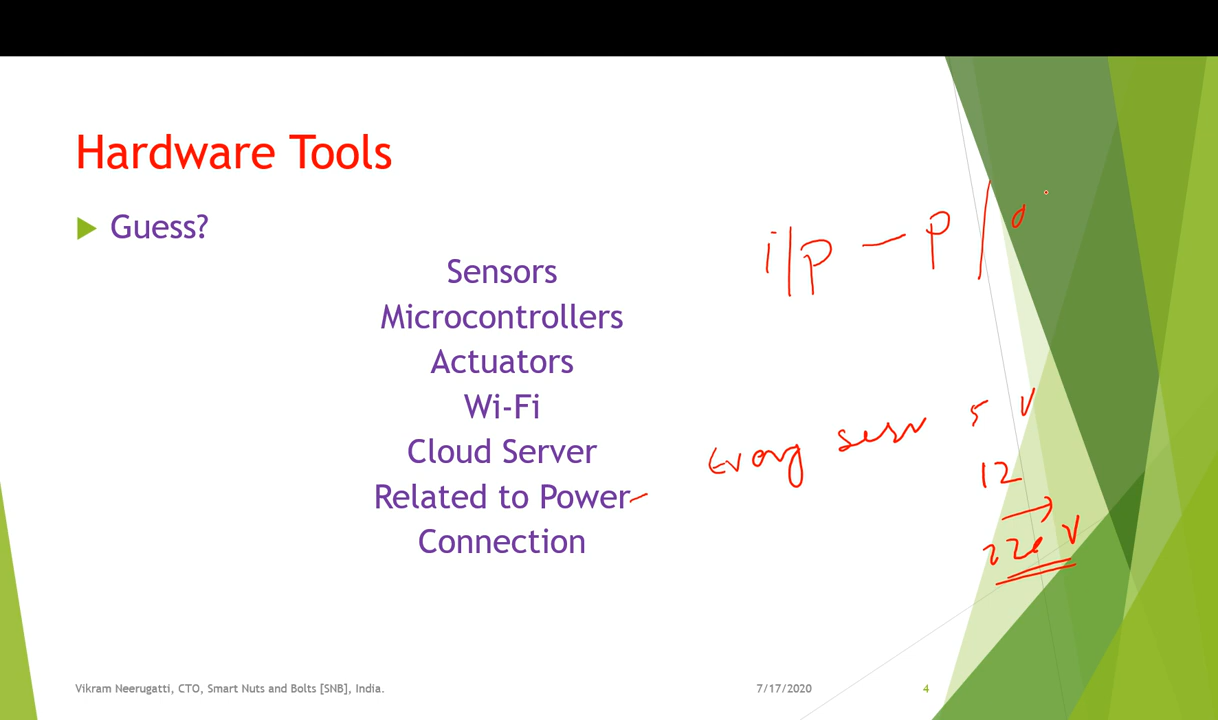 Hardware Tools
Guess?
i/p - p / o
Sensors
Microcontrollers
Actuators
Wi-Fi
Cloud Server
5 V
Related to Power
12
Connection
220 V
Vikram Neerugatti, CTO, Smart Nuts and Bolts [SNB], India.
7/17/2020
4